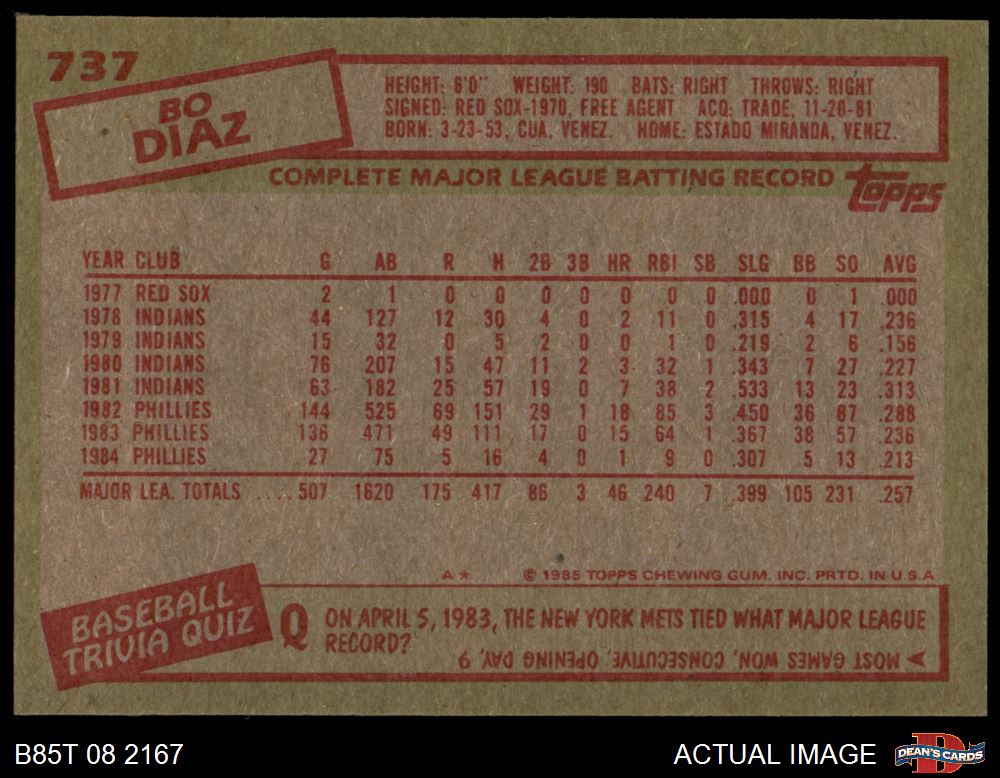 737
BO
DIAZ
HEIGHT: 6'0" WEIGHT: 190 BATS: RIGHT THROWS: RIGHT
SIGNED: RED SOX-1970, FREE AGENT ACQ: TRADE, 11-20-81
BORN: 3-23-53, CUA, VENEZ. HOME: ESTADO MIRANDA, VENEZ.
COMPLETE MAJOR LEAGUE BATTING RECORD
topps
YEAR CLUB G AB R H 2B 3B HR RBI SB SLG BB SO AVG
1977 RED SOX 2 1 0 0 0 0 0 0 0 .000 0 1 .000
1978 INDIANS 44 127 12 30 4 0 2 11 0 .315 4 17 .236
1979 INDIANS 15 32 0 5 2 0 0 1 0 .219 2 6 .156
1980 INDIANS 76 207 15 47 11 2 3 32 1 .343 7 27 .227
1981 INDIANS 63 182 25 57 19 0 7 38 2 .533 13 23 .313
1982 PHILLIES 144 525 69 151 29 1 18 85 3 .450 36 87 .288
1983 PHILLIES 136 471 49 111 17 0 15 64 1 .367 38 57 .236
1984 PHILLIES 27 75 5 16 4 0 1 9 0 .307 5 13 .213
MAJOR LEA. TOTALS .... 507 1620 175 417 86 3 46 240 7 .399 105 231 .257
A* © 1985 TOPPS CHEWING GUM, INC. PRTD. IN U.S.A
BASEBALL
TRIVIA QUIZ
Q ON APRIL 5, 1983, THE NEW YORK METS TIED WHAT MAJOR LEAGUE
RECORD?
MOST GAMES WON, CONSECUTIVE, OPENING DAY, 9
B85T 08 2167
ACTUAL IMAGE
DEAN'S CARDS